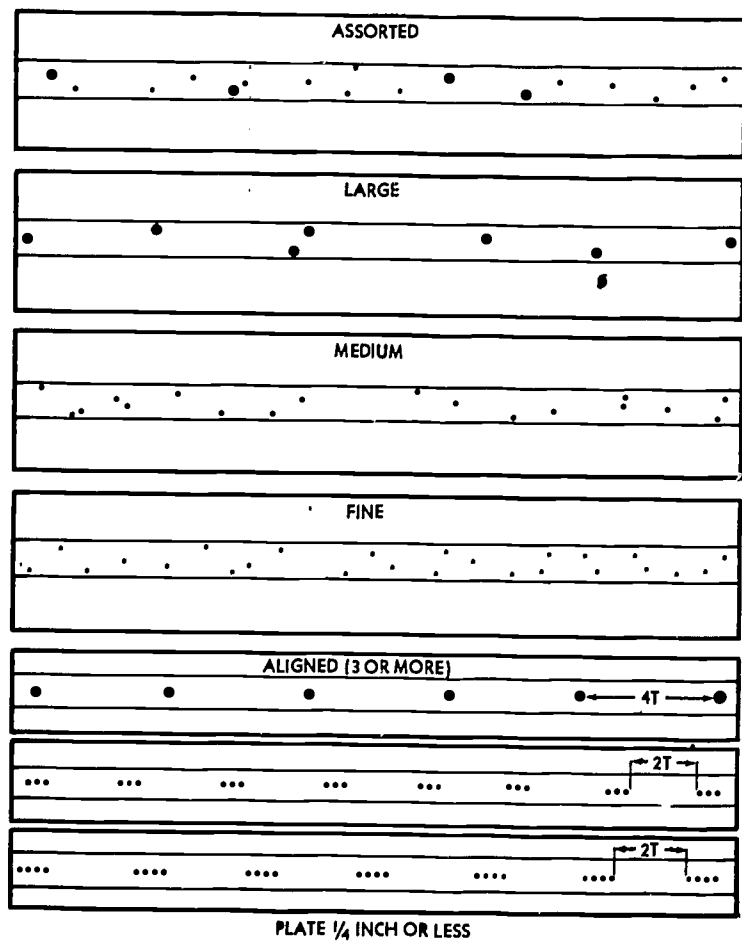 ASSORTED
LARGE
MEDIUM
FINE
ALIGNED (3 OR MORE)
4T
2T
2T
PLATE 1/4 INCH OR LESS